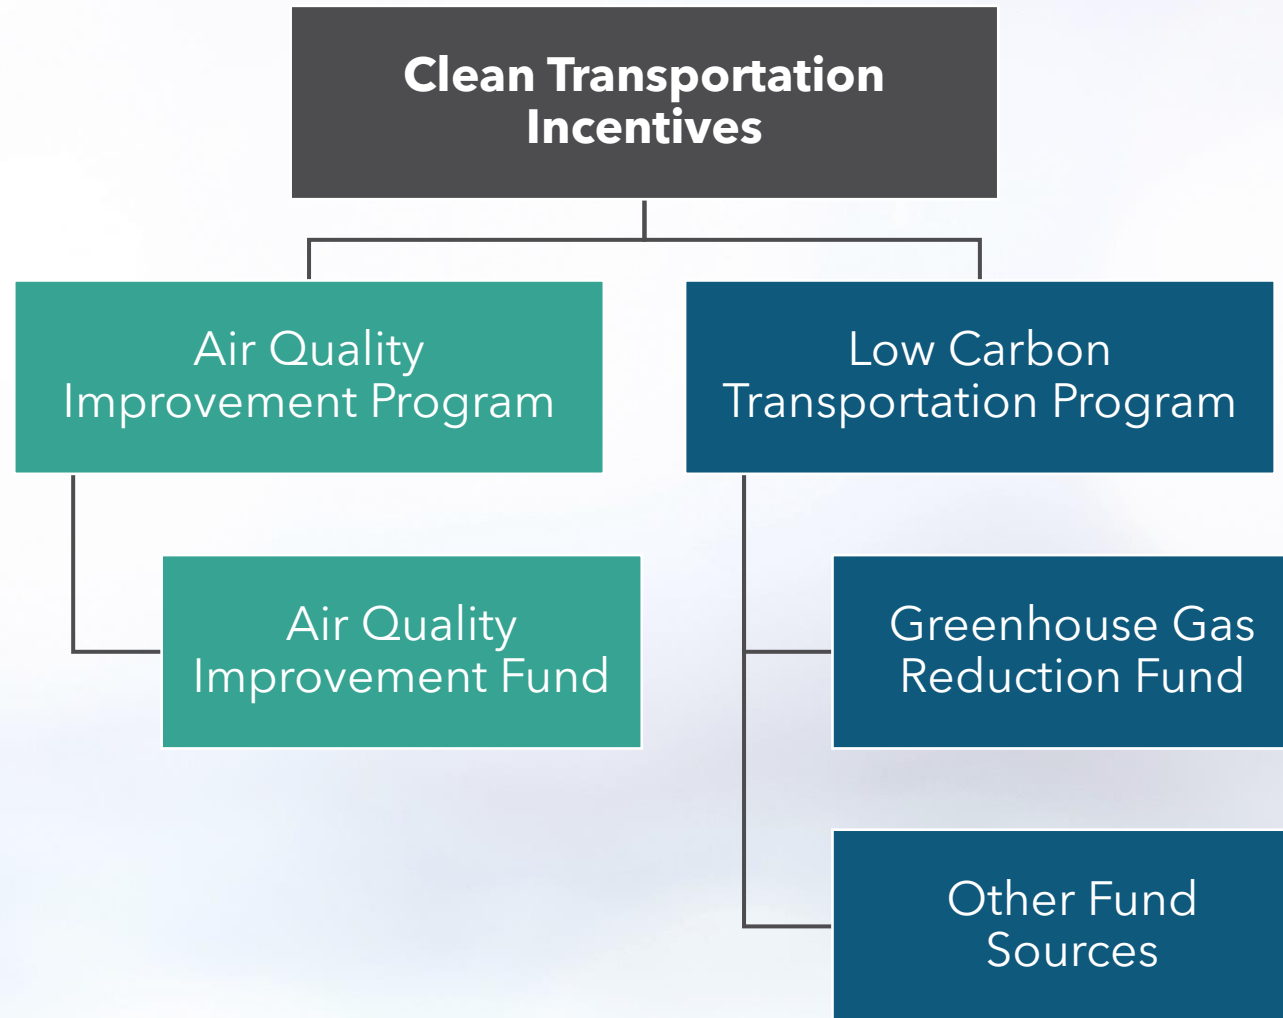 Clean Transportation
Incentives
Air Quality
Improvement Program
Low Carbon
Transportation Program
Air Quality
Improvement Fund
Greenhouse Gas
Reduction Fund
Other Fund
Sources